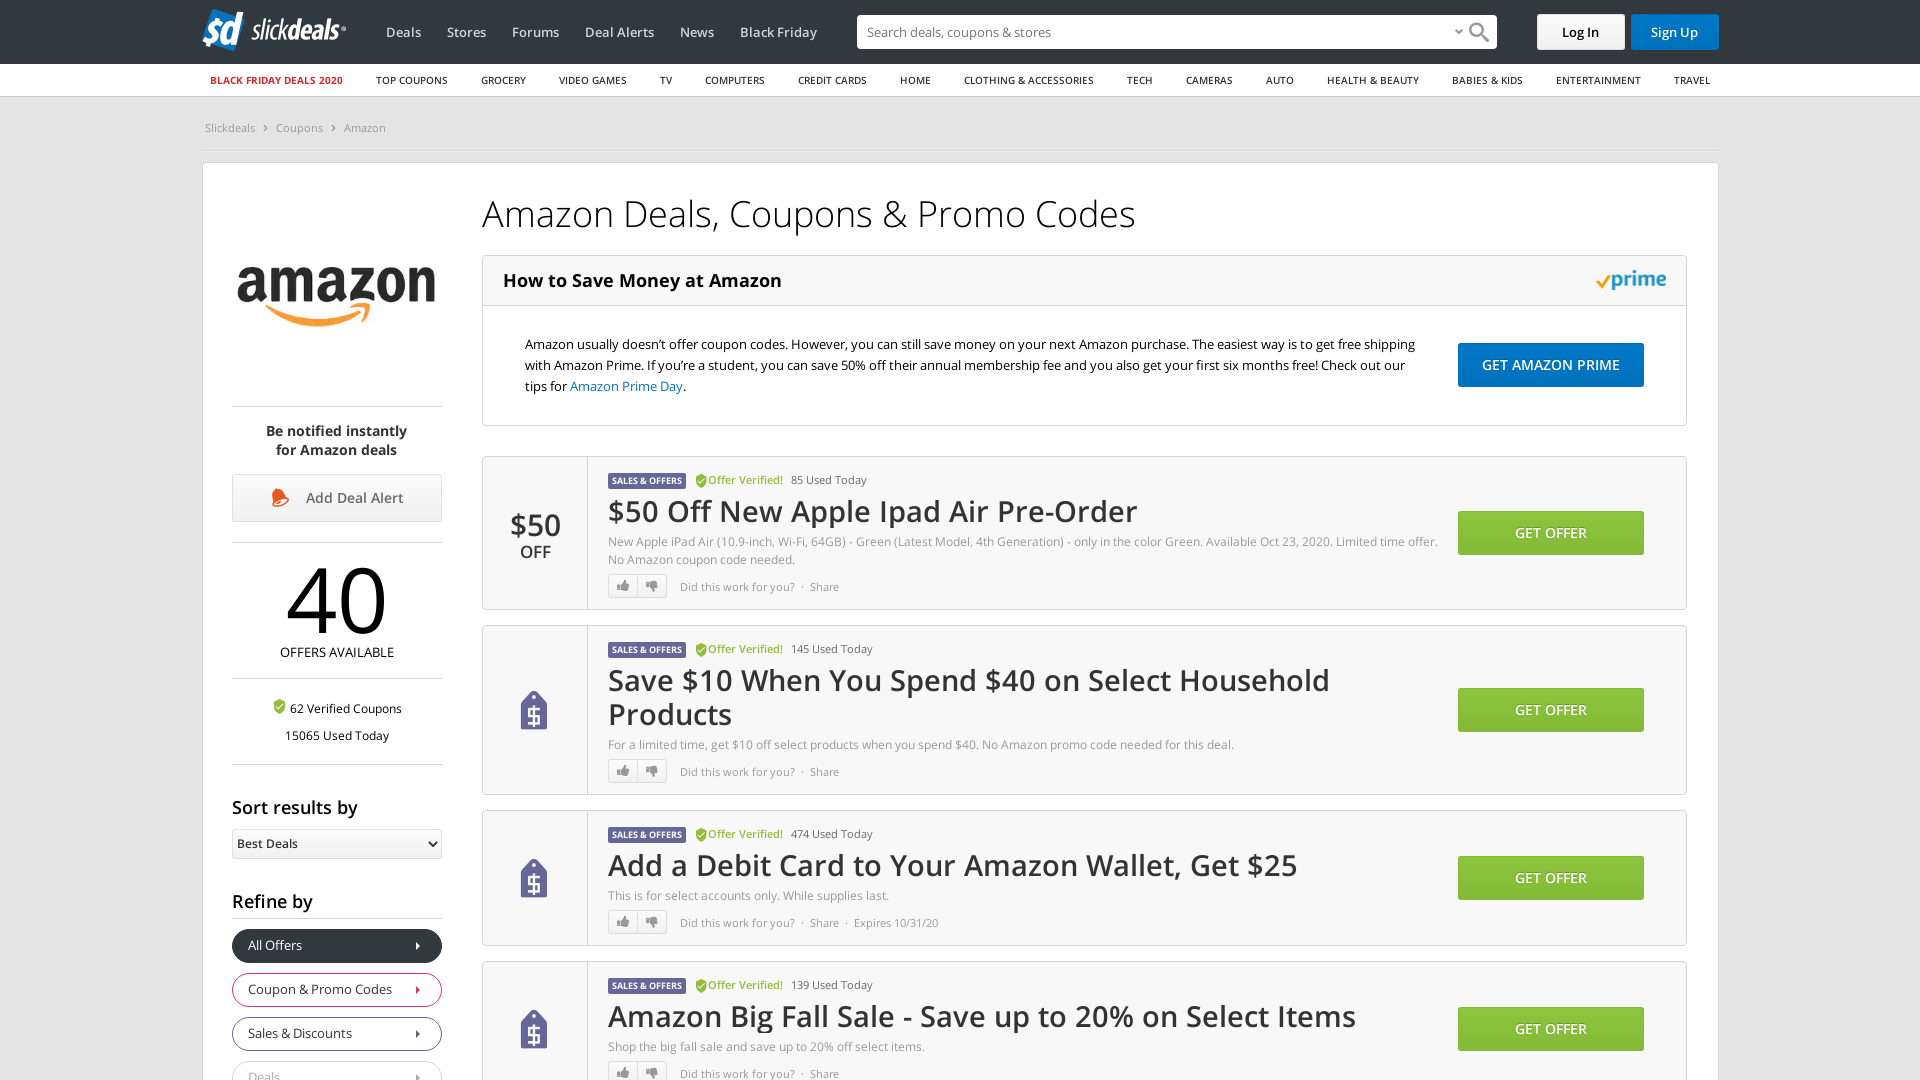 sd slickdeals
Deals Stores Forums Deal Alerts News Black Friday
Search deals, coupons & stores
Log In Sign Up
BLACK FRIDAY DEALS 2020 TOP COUPONS GROCERY VIDEO GAMES TV COMPUTERS CREDIT CARDS HOME CLOTHING & ACCESSORIES TECH CAMERAS AUTO HEALTH & BEAUTY BABIES & KIDS ENTERTAINMENT TRAVEL
Slickdeals › Coupons › Amazon
amazon
Be notified instantly
for Amazon deals
Add Deal Alert
40
OFFERS AVAILABLE
62 Verified Coupons
15065 Used Today
Sort results by
Best Deals
Refine by
All Offers
Coupon & Promo Codes
Sales & Discounts
Deals
Amazon Deals, Coupons & Promo Codes
How to Save Money at Amazon
prime
Amazon usually doesn’t offer coupon codes. However, you can still save money on your next Amazon purchase. The easiest way is to get free shipping
with Amazon Prime. If you’re a student, you can save 50% off their annual membership fee and you also get your first six months free! Check out our
tips for Amazon Prime Day.
GET AMAZON PRIME
$50
OFF
SALES & OFFERS Offer Verified! 85 Used Today
$50 Off New Apple Ipad Air Pre-Order
New Apple iPad Air (10.9-inch, Wi-Fi, 64GB) - Green (Latest Model, 4th Generation) - only in the color Green. Available Oct 23, 2020. Limited time offer.
No Amazon coupon code needed.
Did this work for you? · Share
GET OFFER
SALES & OFFERS Offer Verified! 145 Used Today
Save $10 When You Spend $40 on Select Household
Products
For a limited time, get $10 off select products when you spend $40. No Amazon promo code needed for this deal.
Did this work for you? · Share
GET OFFER
SALES & OFFERS Offer Verified! 474 Used Today
Add a Debit Card to Your Amazon Wallet, Get $25
This is for select accounts only. While supplies last.
Did this work for you? · Share · Expires 10/31/20
GET OFFER
SALES & OFFERS Offer Verified! 139 Used Today
Amazon Big Fall Sale - Save up to 20% on Select Items
Shop the big fall sale and save up to 20% off select items.
Did this work for you? · Share
GET OFFER